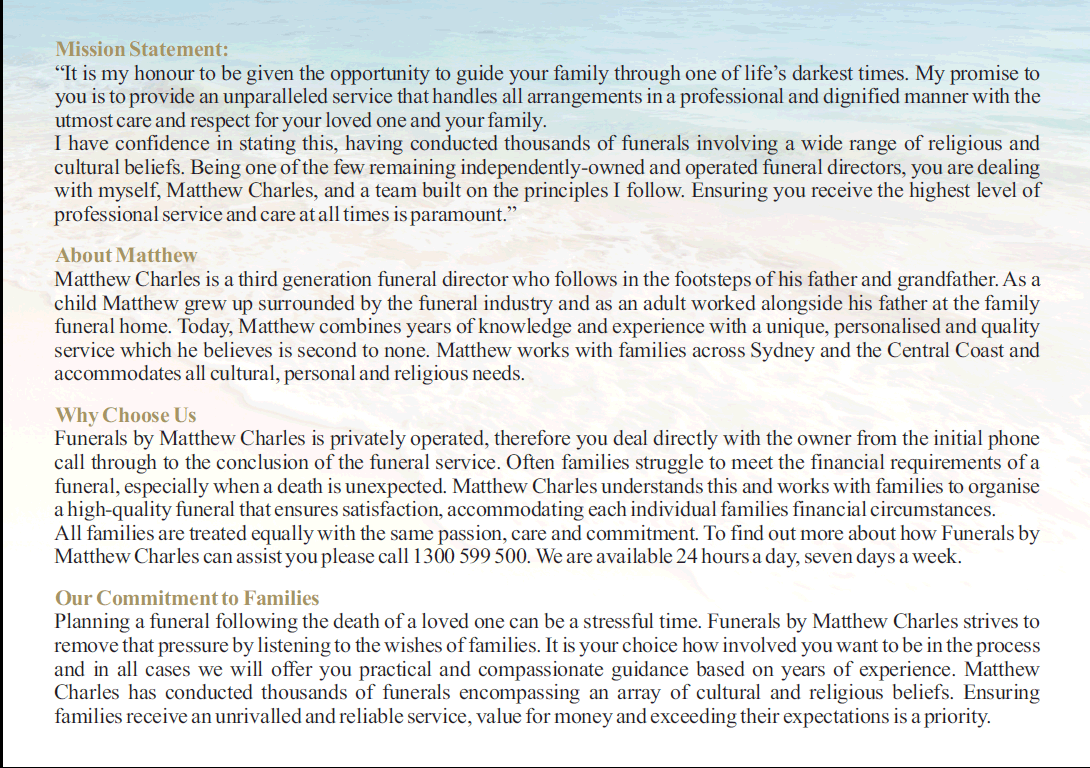 Mission Statement:
“It is my honour to be given the opportunity to guide your family through one of life’s darkest times. My promise to
you is to provide an unparalleled service that handles all arrangements in a professional and dignified manner with the
utmost care and respect for your loved one and your family.
I have confidence in stating this, having conducted thousands of funerals involving a wide range of religious and
cultural beliefs. Being one of the few remaining independently-owned and operated funeral directors, you are dealing
with myself, Matthew Charles, and a team built on the principles I follow. Ensuring you receive the highest level of
professional service and care at all times is paramount.”
About Matthew
Matthew Charles is a third generation funeral director who follows in the footsteps of his father and grandfather. As a
child Matthew grew up surrounded by the funeral industry and as an adult worked alongside his father at the family
funeral home. Today, Matthew combines years of knowledge and experience with a unique, personalised and quality
service which he believes is second to none. Matthew works with families across Sydney and the Central Coast and
accommodates all cultural, personal and religious needs.
Why Choose Us
Funerals by Matthew Charles is privately operated, therefore you deal directly with the owner from the initial phone
call through to the conclusion of the funeral service. Often families struggle to meet the financial requirements of a
funeral, especially when a death is unexpected. Matthew Charles understands this and works with families to organise
a high-quality funeral that ensures satisfaction, accommodating each individual families financial circumstances.
All families are treated equally with the same passion, care and commitment. To find out more about how Funerals by
Matthew Charles can assist you please call 1300 599 500. We are available 24 hours a day, seven days a week.
Our Commitment to Families
Planning a funeral following the death of a loved one can be a stressful time. Funerals by Matthew Charles strives to
remove that pressure by listening to the wishes of families. It is your choice how involved you want to be in the process
and in all cases we will offer you practical and compassionate guidance based on years of experience. Matthew
Charles has conducted thousands of funerals encompassing an array of cultural and religious beliefs. Ensuring
families receive an unrivalled and reliable service, value for money and exceeding their expectations is a priority.